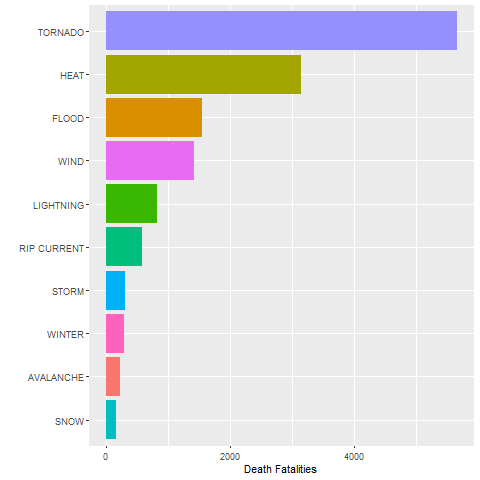 TORNADO
HEAT
FLOOD
WIND
LIGHTNING
RIP CURRENT
STORM
WINTER
AVALANCHE
SNOW
0 2000 4000
Death Fatalities